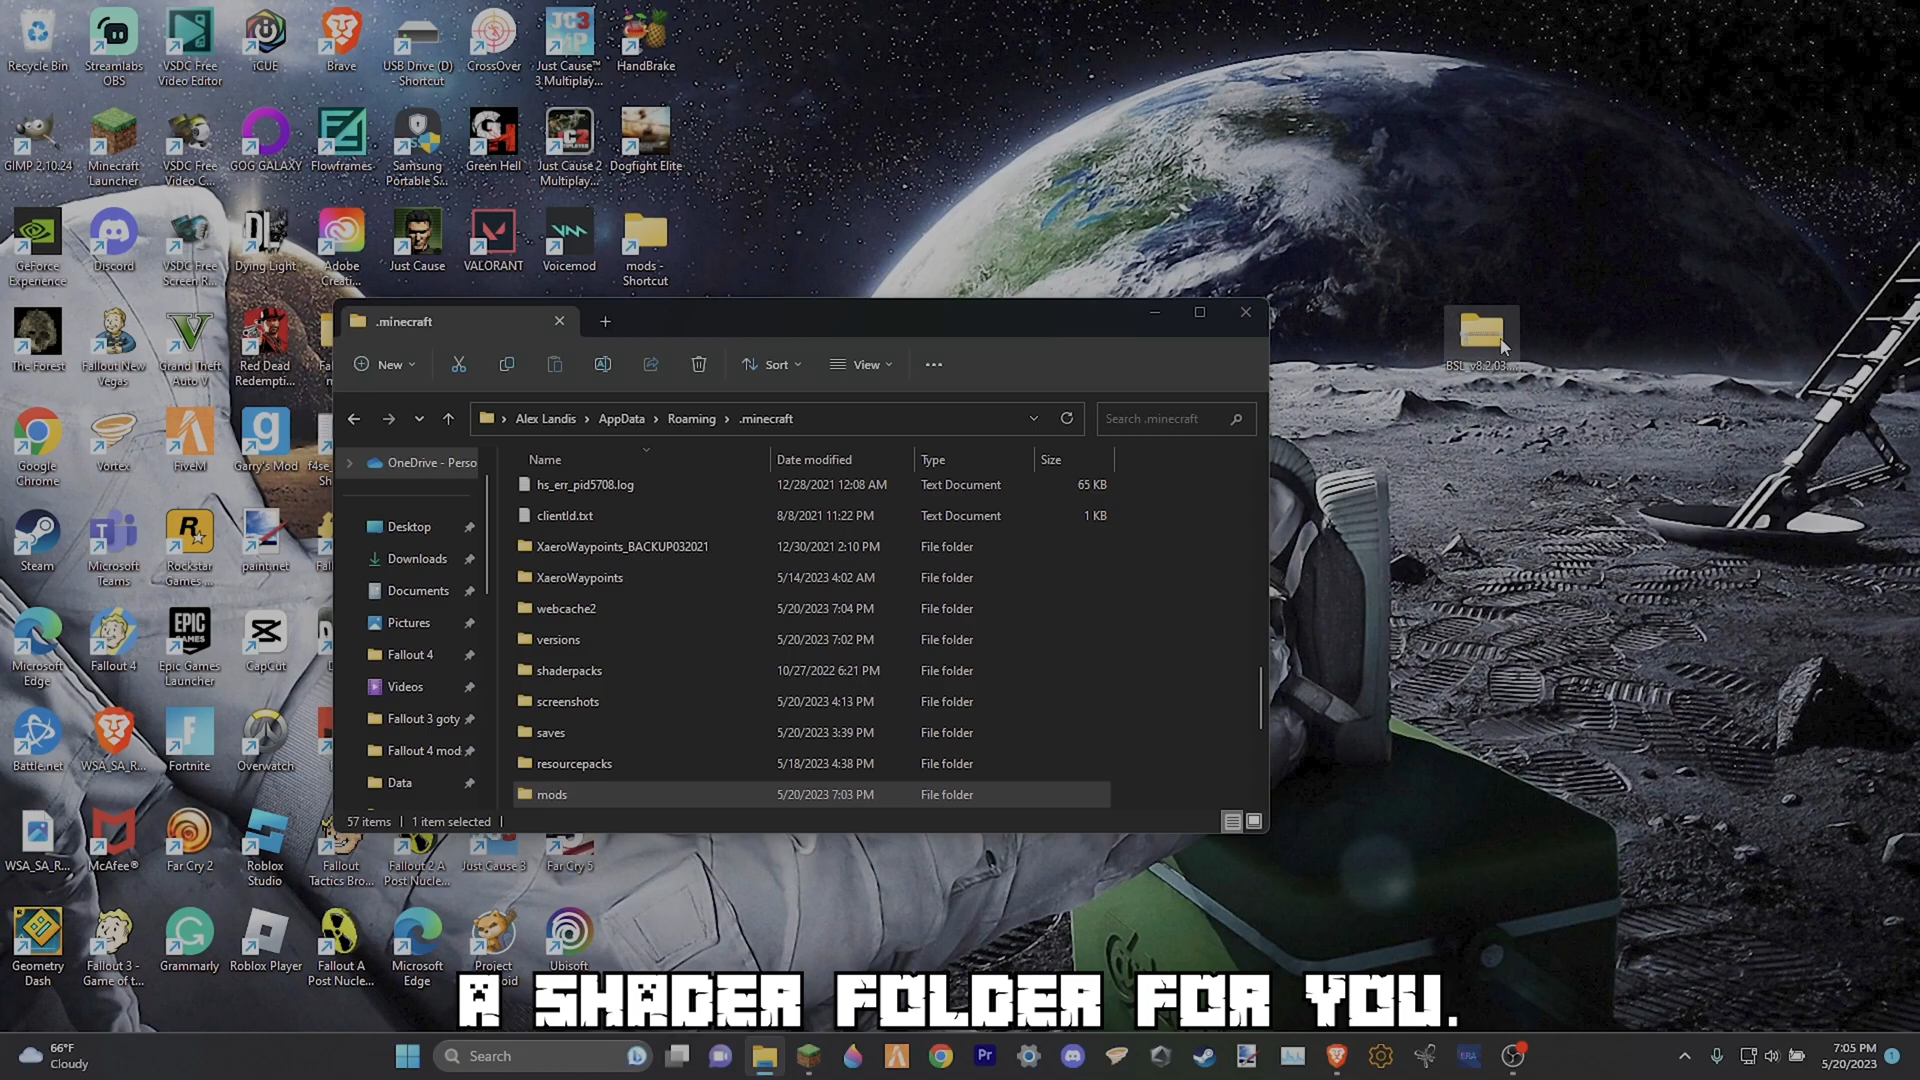 Recycle Bin
Streamlabs OBS
VSDC Free Video Editor
iCUE
Brave
USB Drive (D) - Shortcut
CrossOver
Just Cause™ 3 Multiplay...
HandBrake
GIMP 2.10.24
Minecraft Launcher
VSDC Free Video C...
GOG GALAXY
Flowframes
Samsung Portable S...
Green Hell
Just Cause 2 Multiplay...
Dogfight Elite
GeForce Experience
Discord
VSDC Free Screen R...
Dying Light
Adobe Creati...
Just Cause
VALORANT
Voicemod
mods - Shortcut
The Forest
Fallout New Vegas
Grand Theft Auto V
Red Dead Redempti...
BSL_v8.2.03....
.minecraft
New
Sort
View
Alex Landis
AppData
Roaming
.minecraft
Search .minecraft
Google Chrome
Vortex
FiveM
Garry's Mod
f4se_
OneDrive - Perso
Desktop
Downloads
Documents
Pictures
Fallout 4
Videos
Fallout 3 goty
Fallout 4 mod
Data
Name Date modified Type Size
hs_err_pid5708.log 12/28/2021 12:08 AM Text Document 65 KB
clientId.txt 8/8/2021 11:22 PM Text Document 1 KB
XaeroWaypoints_BACKUP032021 12/30/2021 2:10 PM File folder
XaeroWaypoints 5/14/2023 4:02 AM File folder
webcache2 5/20/2023 7:04 PM File folder
versions 5/20/2023 7:02 PM File folder
shaderpacks 10/27/2022 6:21 PM File folder
screenshots 5/20/2023 4:13 PM File folder
saves 5/20/2023 3:39 PM File folder
resourcepacks 5/18/2023 4:38 PM File folder
mods 5/20/2023 7:03 PM File folder
57 items | 1 item selected |
Steam
Microsoft Teams
Rockstar Games ...
paint.net
Microsoft Edge
Fallout 4
Epic Games Launcher
CapCut
Battle.net
WSA_SA_R...
Fortnite
Overwatch
WSA_SA_R...
McAfee®
Far Cry 2
Roblox Studio
Fallout Tactics Bro...
Fallout 2 A Post Nucle...
Just Cause 3
Far Cry 5
Geometry Dash
Fallout 3 - Game of t...
Grammarly
Roblox Player
Fallout A Post Nucle...
Microsoft Edge
Project
Ubisoft
A SHADER FOLDER FOR YOU.
66°F
Cloudy
Search
7:05 PM
5/20/2023